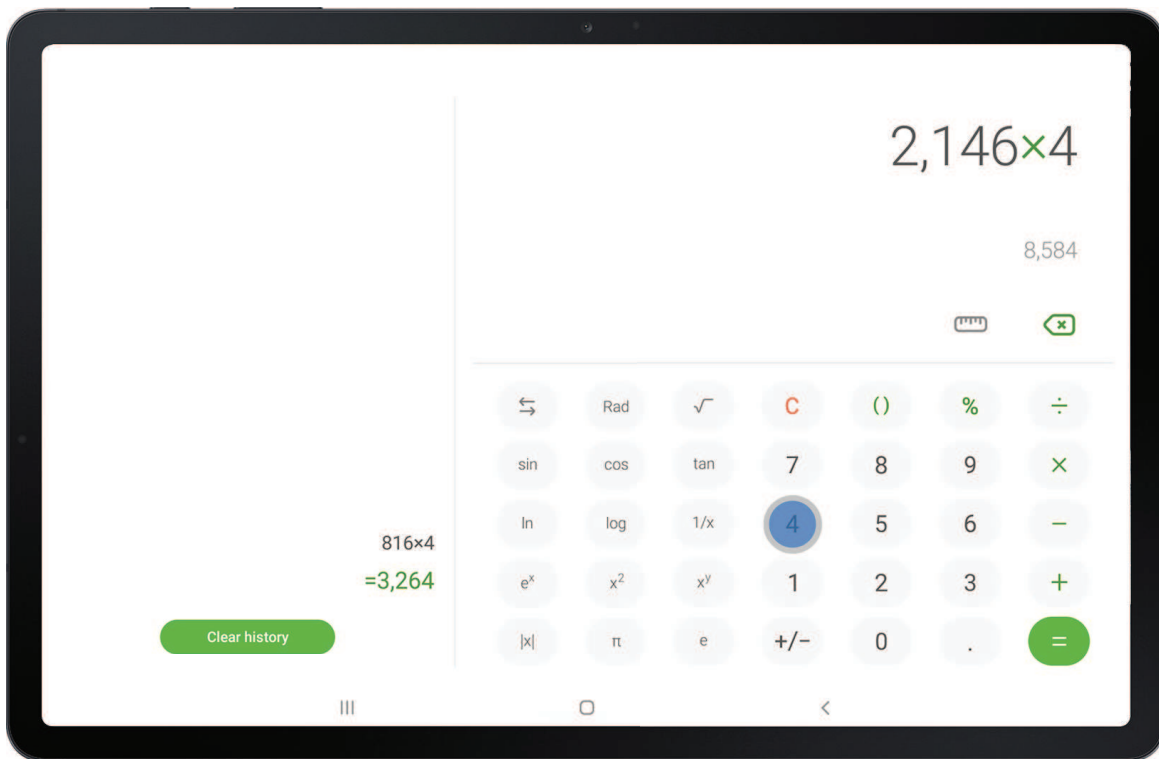 2,146×4
8,584
816×4
=3,264
Clear history
Rad √ C () % ÷
sin cos tan 7 8 9 ×
ln log 1/x 4 5 6 −
eˣ x² xʸ 1 2 3 +
|x| π e +/− 0 . =